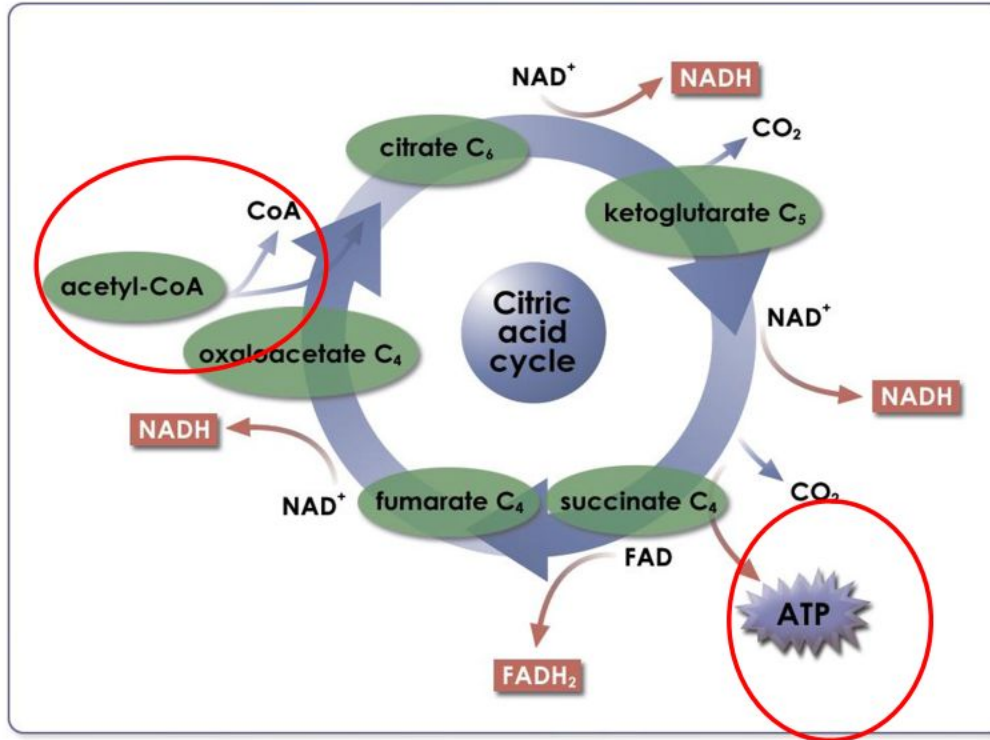 NAD⁺
NADH
CO₂
citrate C₆
ketoglutarate C₅
CoA
acetyl-CoA
oxaloacetate C₄
Citric
acid
cycle
NAD⁺
NADH
NADH
NAD⁺
fumarate C₄
succinate C₄
CO₂
FAD
ATP
FADH₂